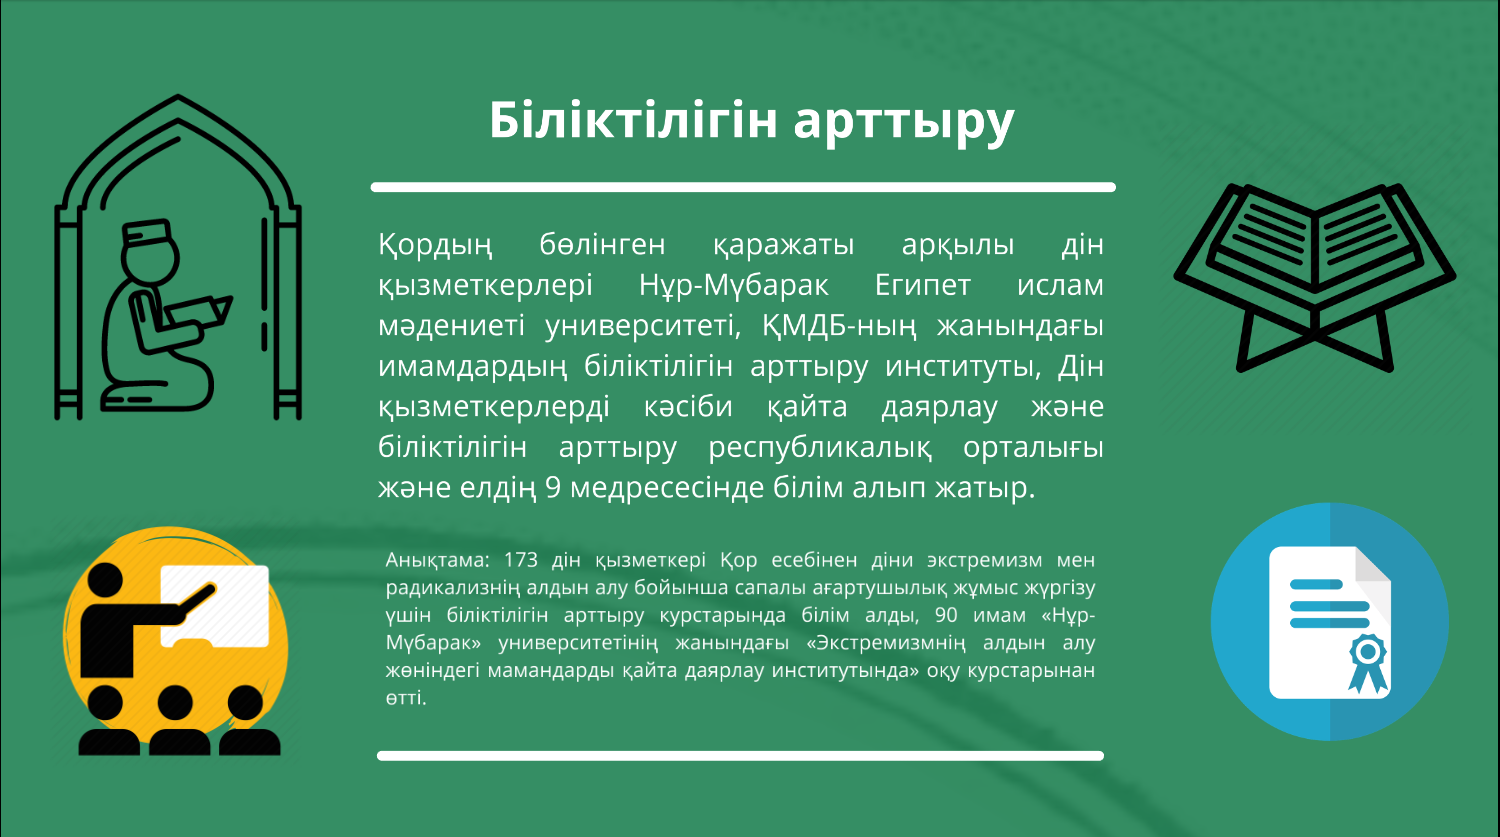 Біліктілігін арттыру
Қордың бөлінген қаражаты арқылы дін
қызметкерлері Нұр-Мүбарак Египет ислам
мәдениеті университеті, ҚМДБ-ның жанындағы
имамдардың біліктілігін арттыру институты, Дін
қызметкерлерді кәсіби қайта даярлау және
біліктілігін арттыру республикалық орталығы
және елдің 9 медресесінде білім алып жатыр.
Анықтама: 173 дін қызметкері Қор есебінен діни экстремизм мен
радикализнің алдын алу бойынша сапалы ағартушылық жұмыс жүргізу
үшін біліктілігін арттыру курстарында білім алды, 90 имам «Нұр-
Мүбарак» университетінің жанындағы «Экстремизмнің алдын алу
жөніндегі мамандарды қайта даярлау институтында» оқу курстарынан
өтті.